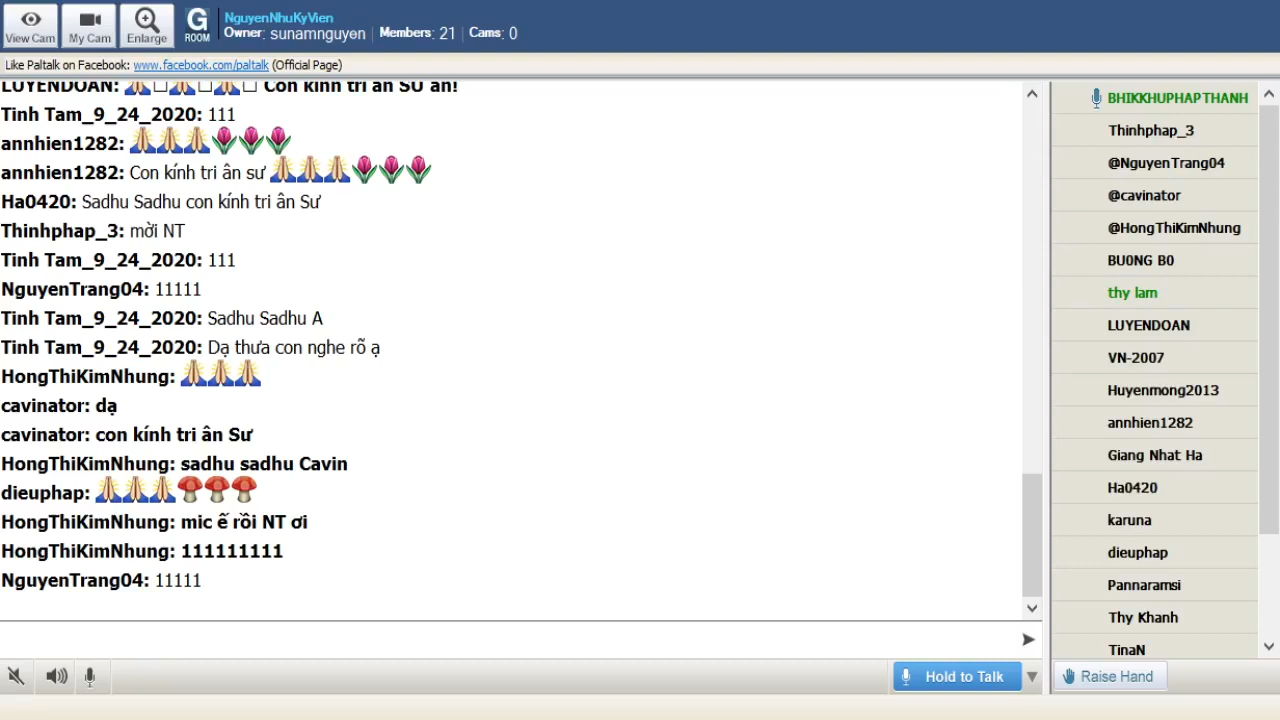 View Cam
My Cam
Enlarge
G
ROOM
NguyenNhuKyVien
Owner: sunamnguyen | Members: 21 | Cams: 0
Like Paltalk on Facebook: www.facebook.com/paltalk (Official Page)
LUYENDOAN: Con kính tri ân SƯ ạn!
Tinh Tam_9_24_2020: 111
annhien1282:
annhien1282: Con kính tri ân sư
Ha0420: Sadhu Sadhu con kính tri ân Sư
Thinhphap_3: mời NT
Tinh Tam_9_24_2020: 111
NguyenTrang04: 11111
Tinh Tam_9_24_2020: Sadhu Sadhu A
Tinh Tam_9_24_2020: Dạ thưa con nghe rõ ạ
HongThiKimNhung:
cavinator: dạ
cavinator: con kính tri ân Sư
HongThiKimNhung: sadhu sadhu Cavin
dieuphap:
HongThiKimNhung: mic ế rồi NT ơi
HongThiKimNhung: 111111111
NguyenTrang04: 11111
Hold to Talk
BHIKKHUPHAPTHANH
Thinhphap_3
@NguyenTrang04
@cavinator
@HongThiKimNhung
BU0NG B0
thy lam
LUYENDOAN
VN-2007
Huyenmong2013
annhien1282
Giang Nhat Ha
Ha0420
karuna
dieuphap
Pannaramsi
Thy Khanh
TinaN
Raise Hand